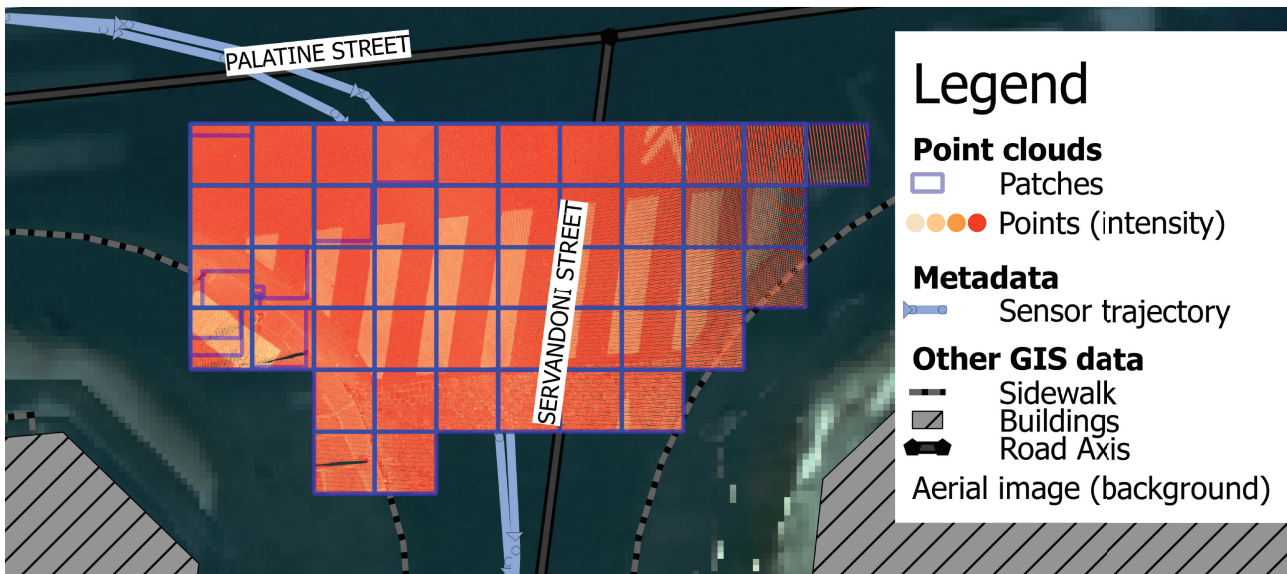 PALATINE STREET
SERVANDONI STREET
Legend
Point clouds
Patches
Points (intensity)
Metadata
Sensor trajectory
Other GIS data
Sidewalk
Buildings
Road Axis
Aerial image (background)